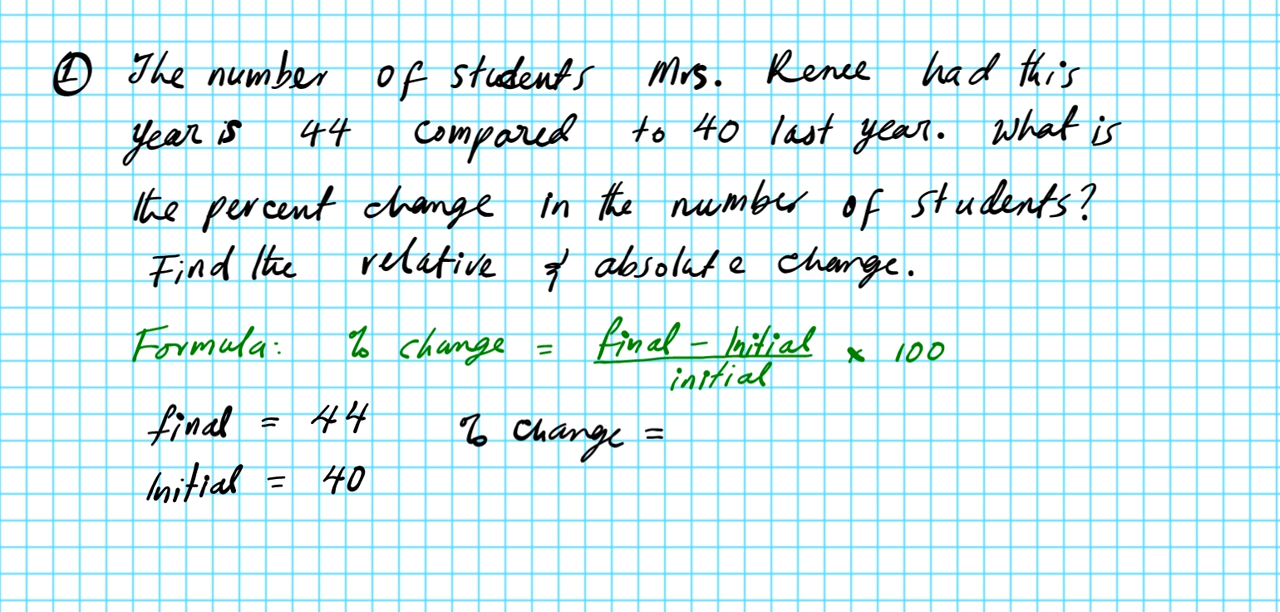 ① The number of students Mrs. Renee had this
year is 44 compared to 40 last year. What is
the percent change in the number of students?
Find the relative & absolute change.
Formula: % change = final - Initial / initial × 100
final = 44 % change =
Initial = 40